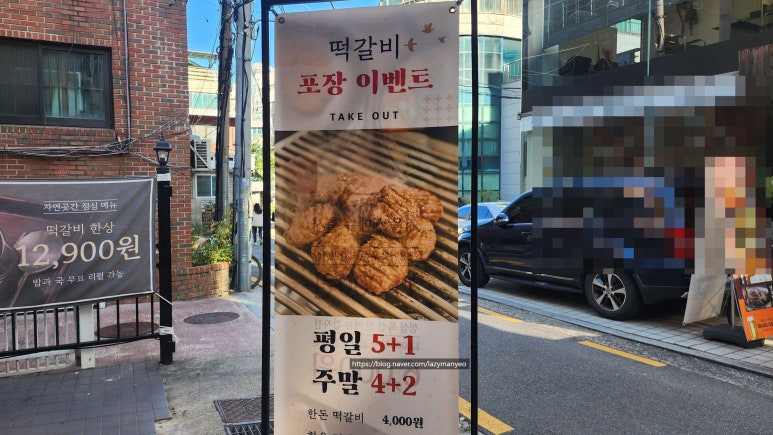 떡갈비
포장 이벤트
TAKE OUT
평일 5+1
https://blog.naver.com/lazymanyeo
주말 4+2
한돈 떡갈비 4,000원
자연공간 점심 메뉴
떡갈비 한상
12,900원
밥과 국 무료 리필 가능